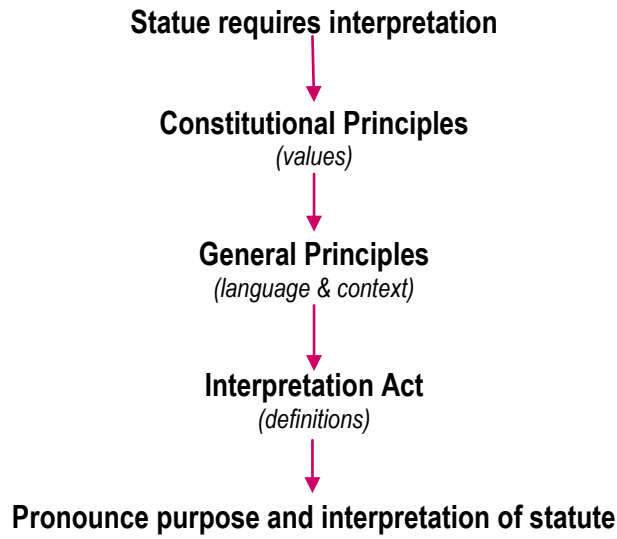 Statue requires interpretation
Constitutional Principles
(values)
General Principles
(language & context)
Interpretation Act
(definitions)
Pronounce purpose and interpretation of statute